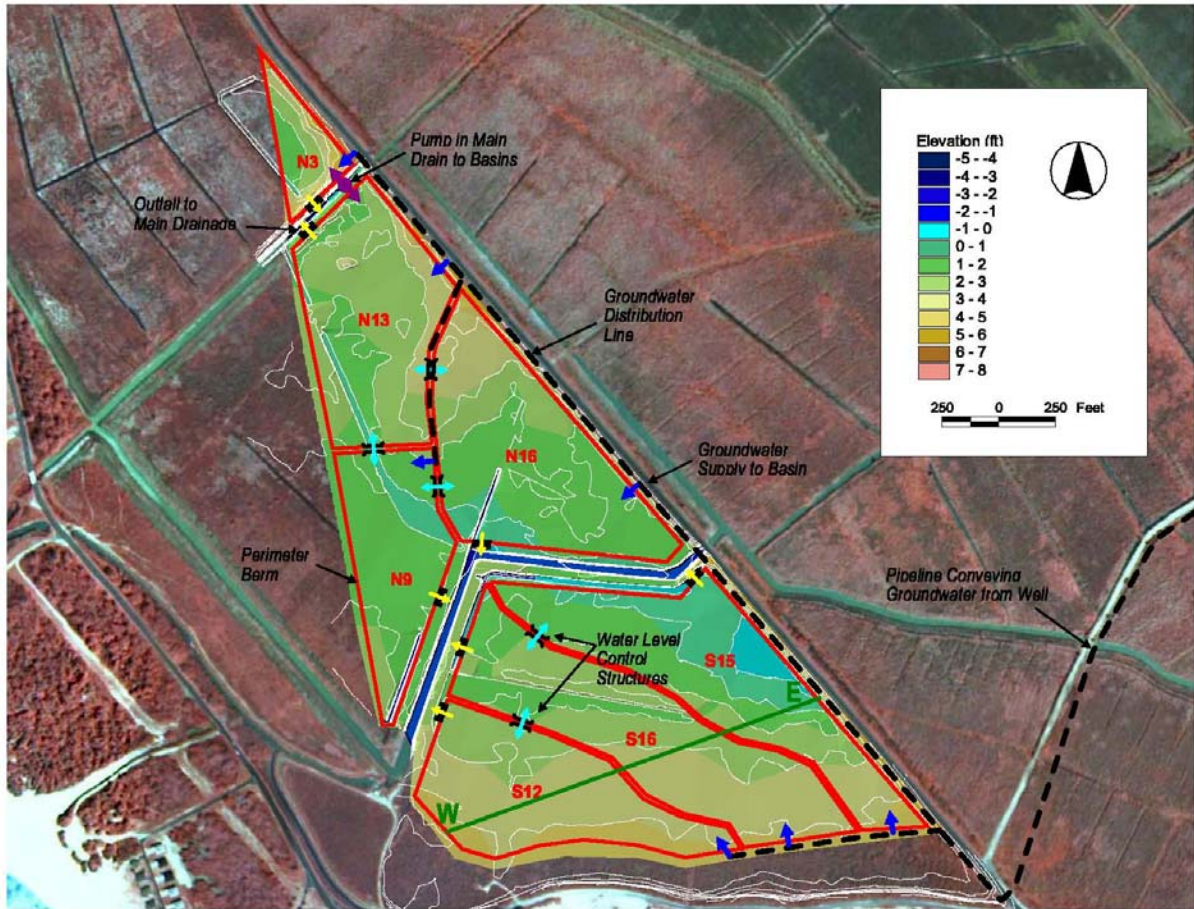 N3
Pump in Main
Drain to Basins
Outfall to
Main Drainage
N13
Groundwater
Distribution
Line
N16
Groundwater
Supply to Basin
Perimeter
Berm
N9
Pipeline Conveying
Groundwater from Well
Water Level
Control
Structures
S15
E
S16
S12
W
Elevation (ft)
-5 - -4
-4 - -3
-3 - -2
-2 - -1
-1 - 0
0 - 1
1 - 2
2 - 3
3 - 4
4 - 5
5 - 6
6 - 7
7 - 8
250 0 250 Feet